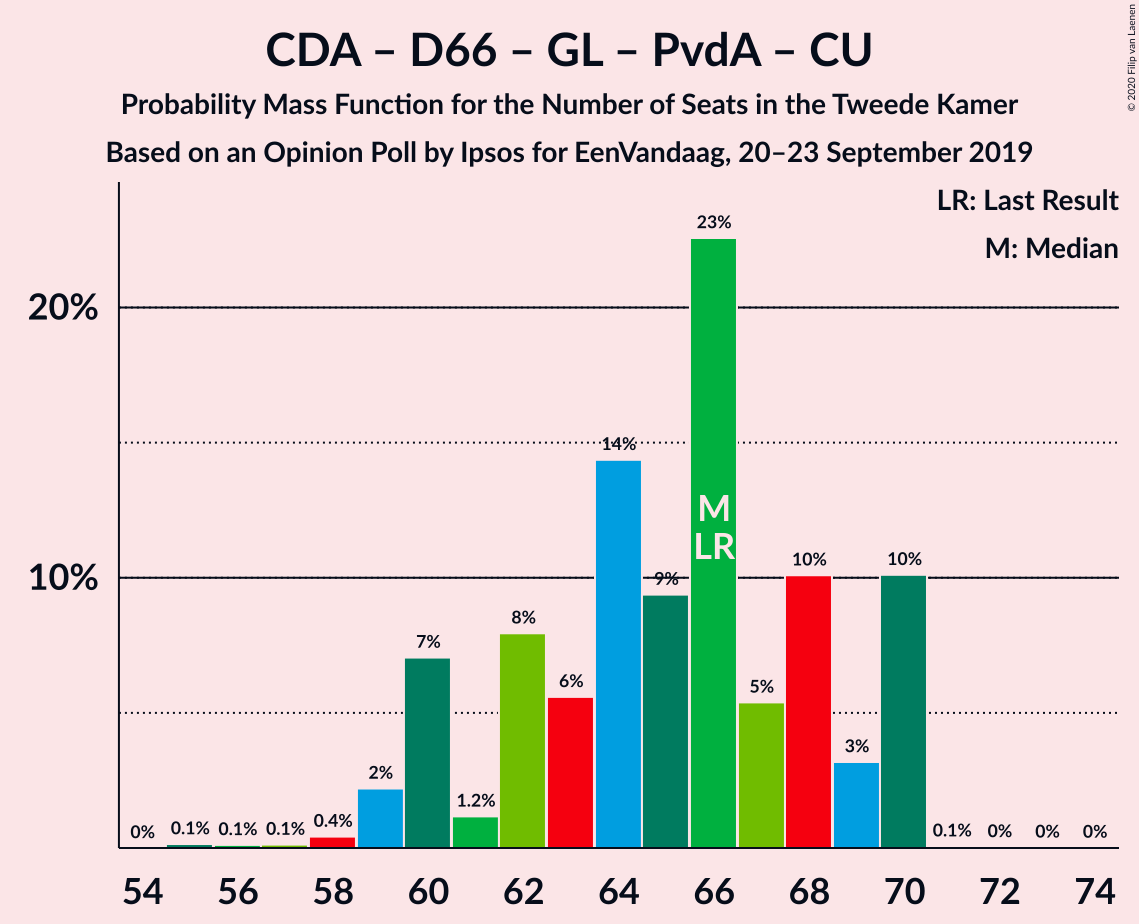 CDA – D66 – GL – PvdA – CU
Probability Mass Function for the Number of Seats in the Tweede Kamer
Based on an Opinion Poll by Ipsos for EenVandaag, 20–23 September 2019
© 2020 Filip van Laenen
LR: Last Result
M: Median
20%
10%
0%
0.1%
0.1%
0.1%
0.4%
2%
7%
1.2%
8%
6%
14%
9%
23%
5%
10%
3%
10%
0.1%
0%
0%
0%
M
LR
54 56 58 60 62 64 66 68 70 72 74